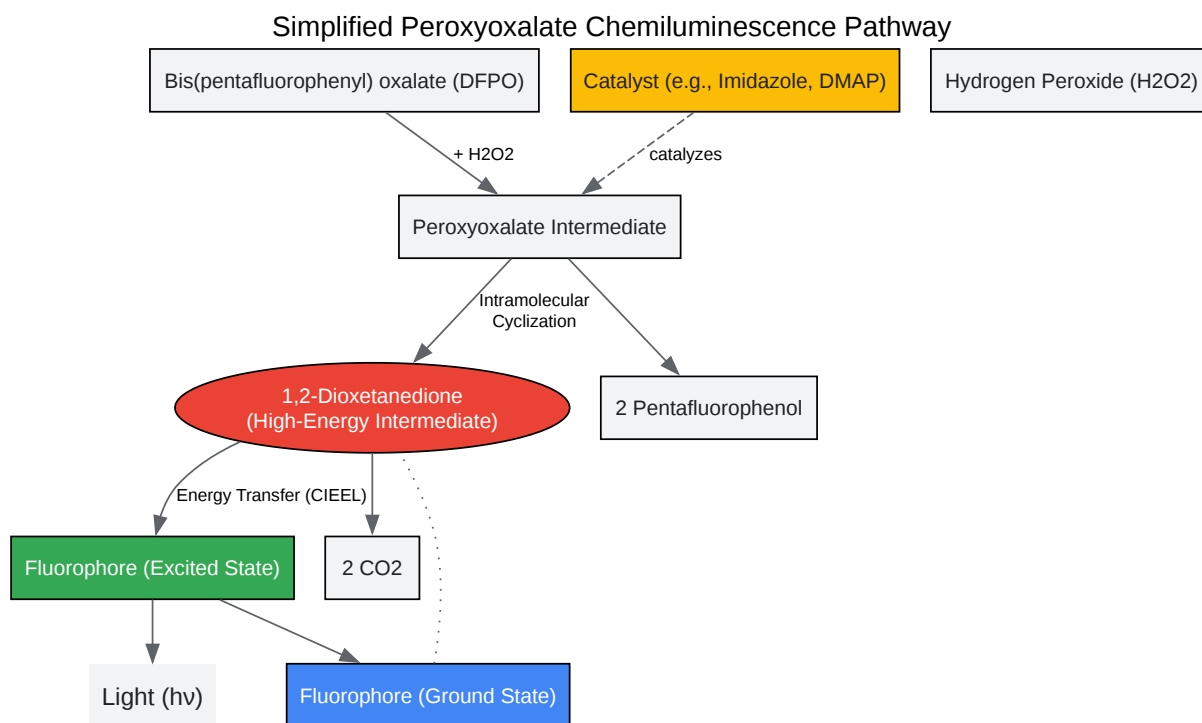 Simplified Peroxyoxalate Chemiluminescence Pathway
Bis(pentafluorophenyl) oxalate (DFPO)
Catalyst (e.g., Imidazole, DMAP)
Hydrogen Peroxide (H2O2)
+ H2O2
catalyzes
Peroxyoxalate Intermediate
Intramolecular
Cyclization
1,2-Dioxetanedione
(High-Energy Intermediate)
2 Pentafluorophenol
Energy Transfer (CIEEL)
Fluorophore (Excited State)
2 CO2
Light (hν)
Fluorophore (Ground State)